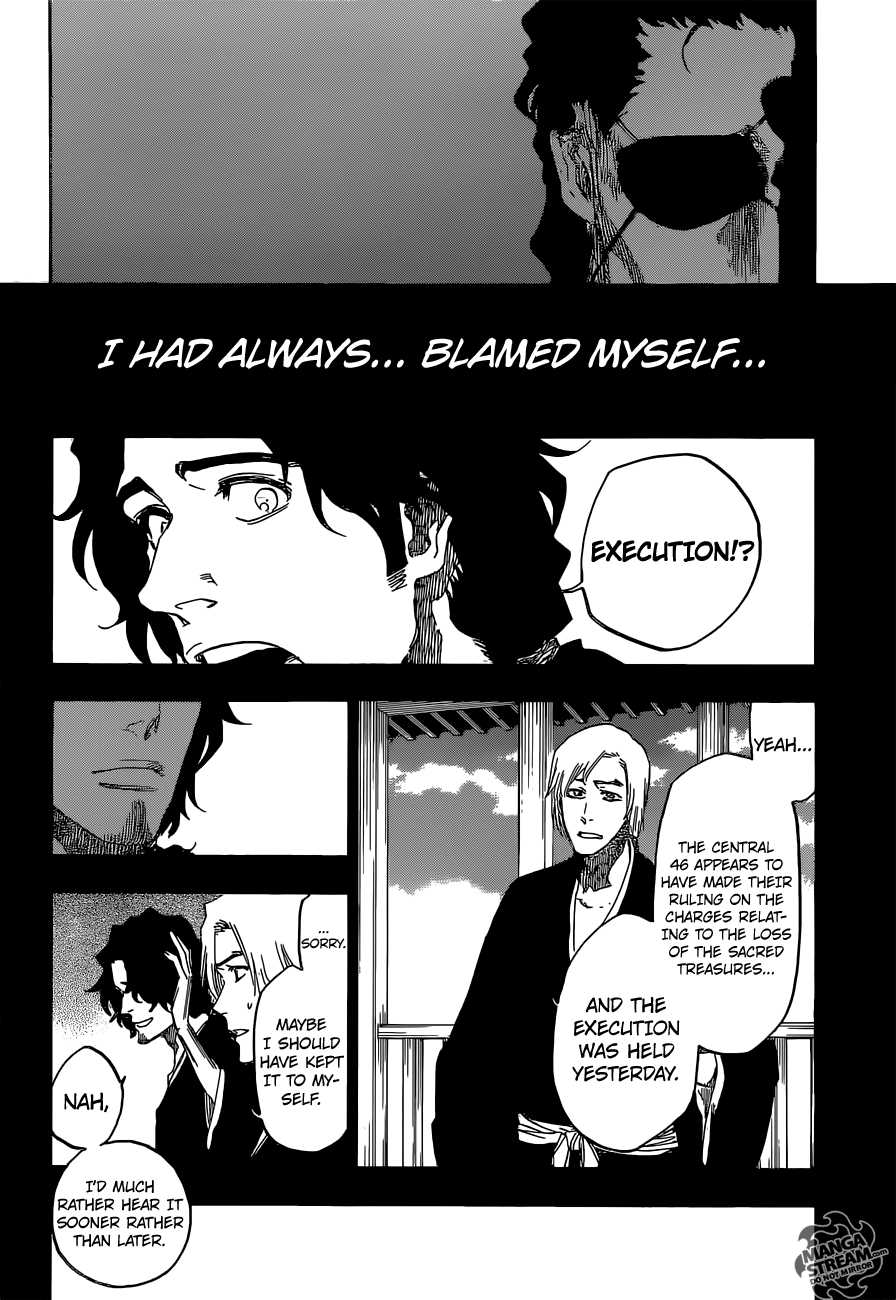 I HAD ALWAYS... BLAMED MYSELF...
EXECUTION!?
YEAH...
THE CENTRAL
46 APPEARS TO
HAVE MADE THEIR
RULING ON THE
CHARGES RELAT-
ING TO THE LOSS
OF THE SACRED
TREASURES...
AND THE
EXECUTION
WAS HELD
YESTERDAY.
...
SORRY.
MAYBE
I SHOULD
HAVE KEPT
IT TO MY-
SELF.
NAH,
I'D MUCH
RATHER HEAR IT
SOONER RATHER
THAN LATER.
MANGA
STREAM.com
DO NOT MIRROR